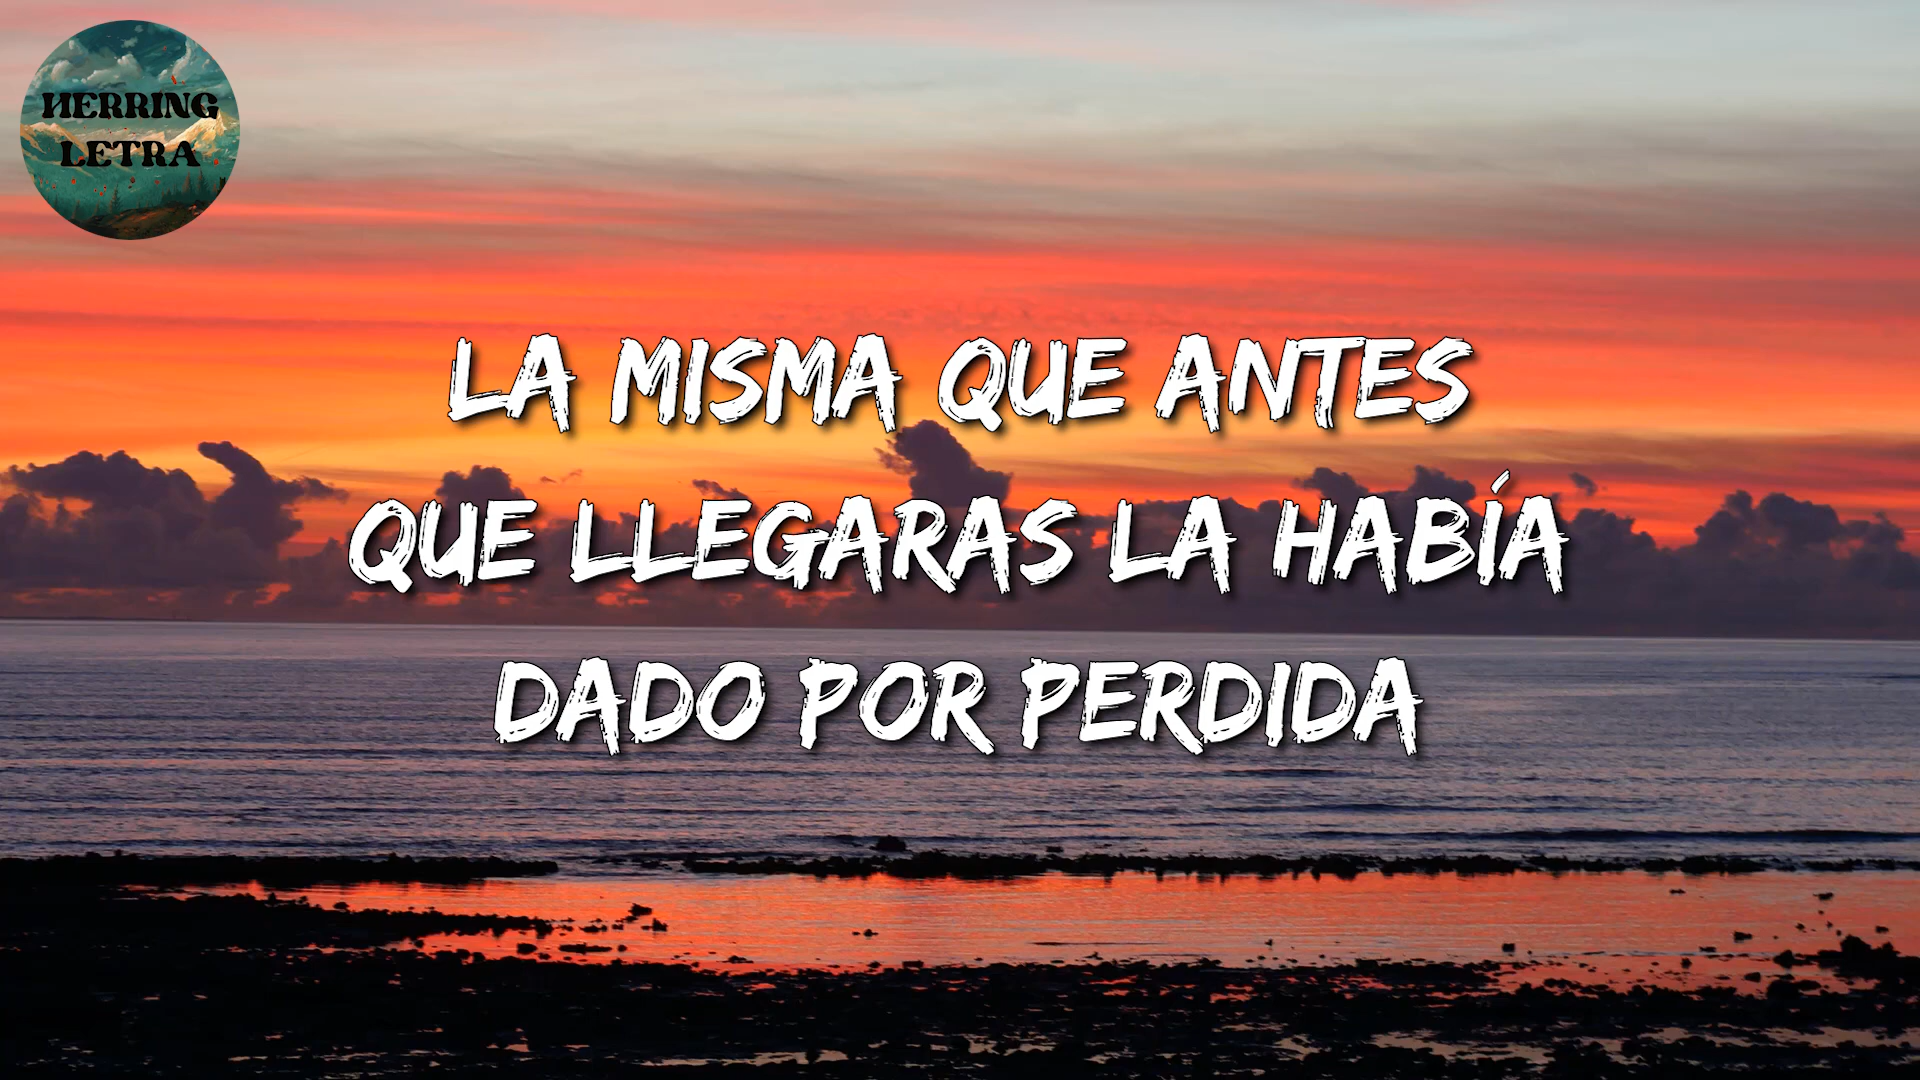 HERRING
LETRA
LA MISMA QUE ANTES
QUE LLEGARAS LA HABÍA
DADO POR PERDIDA